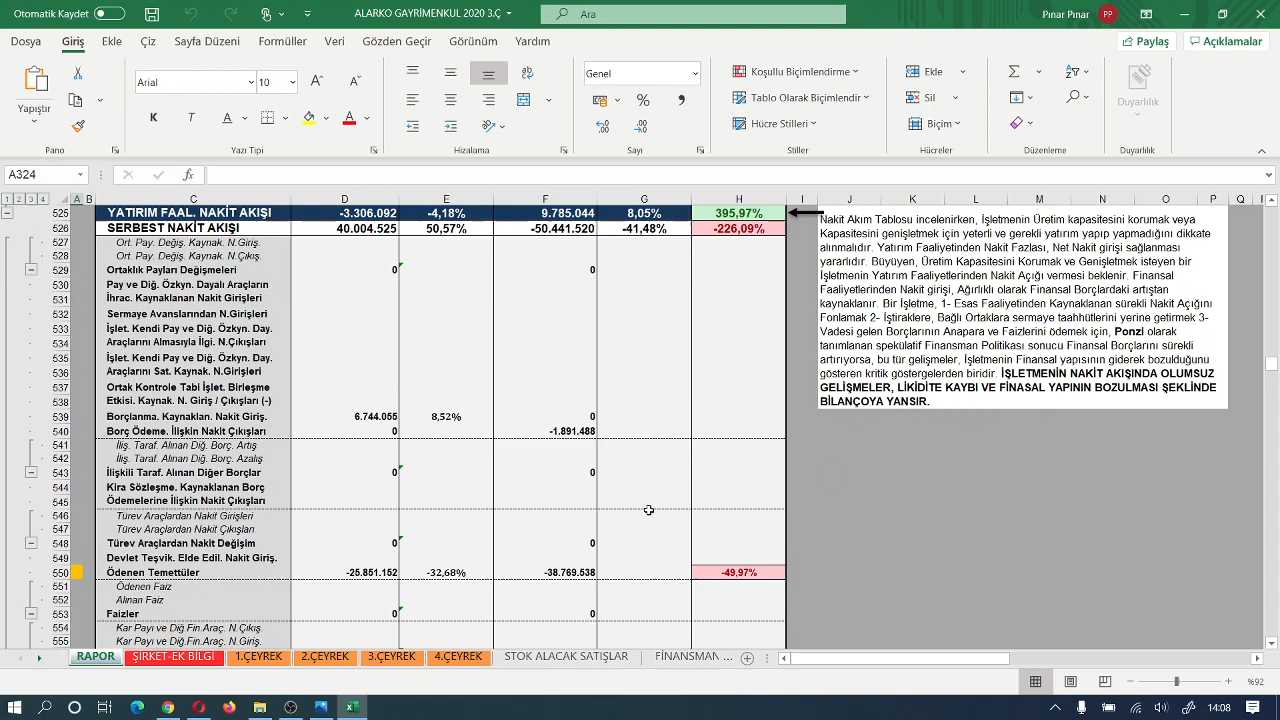 Otomatik Kaydet
ALARKO GAYRİMENKUL 2020 3.Ç
Ara
Pınar Pınar
PP
Dosya Giriş Ekle Çiz Sayfa Düzeni Formüller Veri Gözden Geçir Görünüm Yardım
Paylaş
Açıklamalar
Yapıştır
Arial 10
K T A
Genel
Koşullu Biçimlendirme
Tablo Olarak Biçimlendir
Hücre Stilleri
Ekle
Sil
Biçim
Duyarlılık
Pano Yazı Tipi Hizalama Sayı Stiller Hücreler Düzenleme Duyarlılık
A324
fx
1 2 3 4 A B C D E F G H I J K L M N O P Q
525 YATIRIM FAAL. NAKİT AKIŞI -3.306.092 -4,18% 9.785.044 8,05% 395,97%
526 SERBEST NAKİT AKIŞI 40.004.525 50,57% -50.441.520 -41,48% -226,09%
527 Ort. Pay. Değiş. Kaynak. N.Giriş.
528 Ort. Pay. Değiş. Kaynak. N.Çıkış.
529 Ortaklık Payları Değişmeleri 0 0
530 Pay ve Diğ. Özkyn. Dayalı Araçların
531 İhrac. Kaynaklanan Nakit Girişleri
532 Sermaye Avanslarından N.Girişleri
533 İşlet. Kendi Pay ve Diğ. Özkyn. Day.
534 Araçlarını Almasıyla İlgil. N.Çıkışları
535 İşlet. Kendi Pay ve Diğ. Özkyn. Day.
536 Araçlarını Sat. Kaynak. N.Girişleri
537 Ortak Kontrole Tabi İşlet. Birleşme
538 Etkisi. Kaynak. N. Giriş / Çıkışları (-)
539 Borçlanma. Kaynaklan. Nakit Giriş. 6.744.055 8,52% 0
540 Borç Ödeme. İlişkin Nakit Çıkışları 0 -1.891.488
541 İliş. Taraf. Alınan Diğ. Borç. Artış
542 İliş. Taraf. Alınan Diğ. Borç. Azalış
543 İlişkili Taraf. Alınan Diğer Borçlar 0 0
544 Kira Sözleşme. Kaynaklanan Borç
545 Ödemelerine İlişkin Nakit Çıkışları
546 Türev Araçlardan Nakit Girişleri
547 Türev Araçlardan Nakit Çıkışları
548 Türev Araçlardan Nakit Değişim 0 0
549 Devlet Teşvik. Elde Edil. Nakit Giriş.
550 Ödenen Temettüler -25.851.152 -32,68% -38.769.538 -49,97%
551 Ödenen Faiz
552 Alınan Faiz
553 Faizler 0 0
554 Kar Payı ve Diğ Fin.Araç. N.Çıkış.
555 Kar Payı ve Diğ Fin.Araç. N.Giriş.
Nakit Akım Tablosu incelenirken, İşletmenin Üretim kapasitesini korumak veya
Kapasitesini genişletmek için yeterli ve gerekli yatırım yapıp yapmadığını dikkate
alınmalıdır. Yatırım Faaliyetinden Nakit Fazlası, Net Nakit girişi sağlanması
yararlıdır. Büyüyen, Üretim Kapasitesini Korumak ve Genişletmek isteyen bir
İşletmenin Yatırım Faaliyetlerinden Nakit Açığı vermesi beklenir. Finansal
Faaliyetlerinden Nakit girişi, Ağırlıklı olarak Finansal Borçlardaki artıştan
kaynaklanır. Bir İşletme, 1- Esas Faaliyetinden Kaynaklanan sürekli Nakit Açığını
Fonlamak 2- İştiraklere, Bağlı Ortaklara sermaye taahhütlerini yerine getirmek 3-
Vadesi gelen Borçlarının Anapara ve Faizlerini ödemek için, Ponzi olarak
tanımlanan spekülatif Finansman Politikası sonucu Finansal Borçlarını sürekli
artırıyorsa, bu tür gelişmeler, İşletmenin Finansal yapısının giderek bozulduğunu
gösteren kritik göstergelerden biridir. İŞLETMENİN NAKİT AKIŞINDA OLUMSUZ
GELİŞMELER, LİKİDİTE KAYBI VE FİNASAL YAPININ BOZULMASI ŞEKLİNDE
BİLANÇOYA YANSIR.
RAPOR ŞIRKET-EK BILGI 1.ÇEYREK 2.ÇEYREK 3.ÇEYREK 4.ÇEYREK STOK ALACAK SATIŞLAR FİNANSMAN ...
%92
14:08